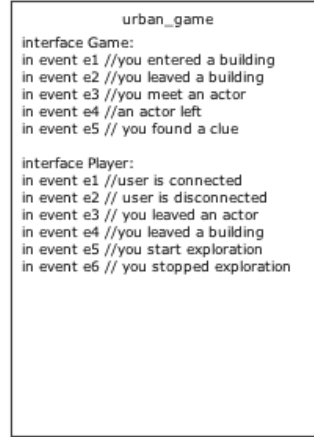 urban_game
interface Game:
in event e1 //you entered a building
in event e2 //you leaved a building
in event e3 //you meet an actor
in event e4 //an actor left
in event e5 // you found a clue
interface Player:
in event e1 //user is connected
in event e2 // user is disconnected
in event e3 // you leaved an actor
in event e4 //you leaved a building
in event e5 //you start exploration
in event e6 // you stopped exploration